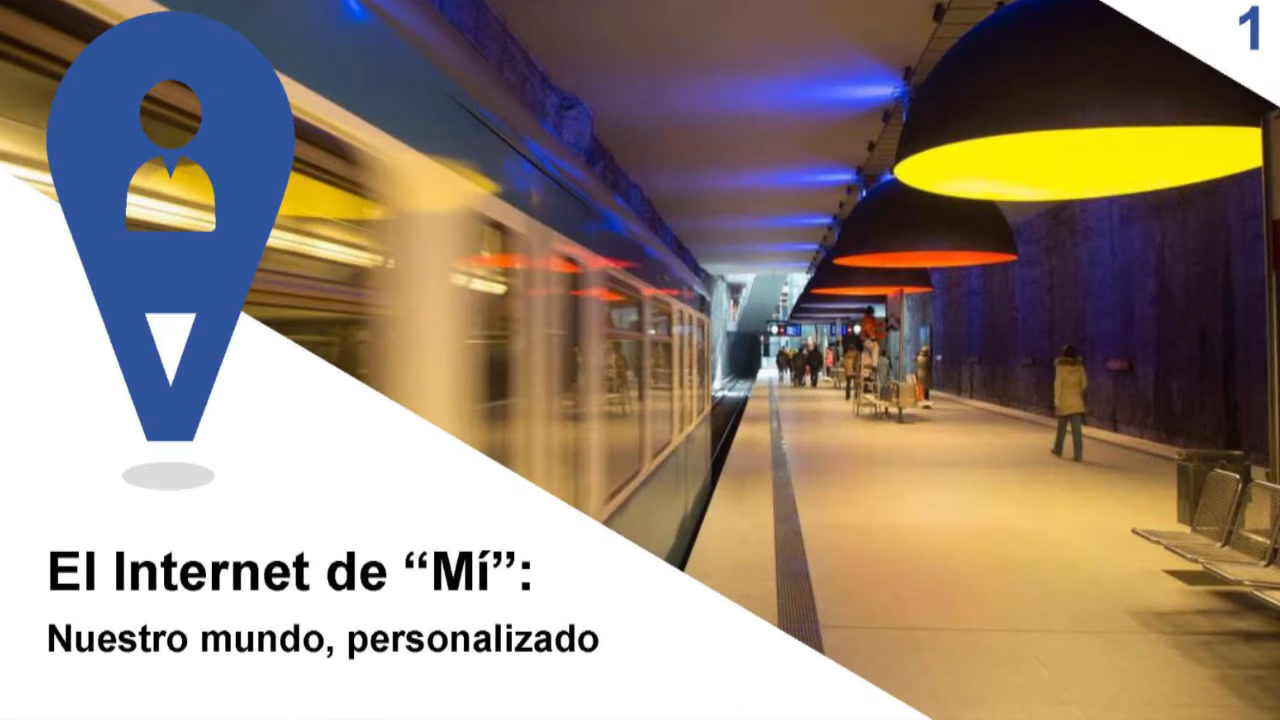 1
El Internet de “Mí”:
Nuestro mundo, personalizado